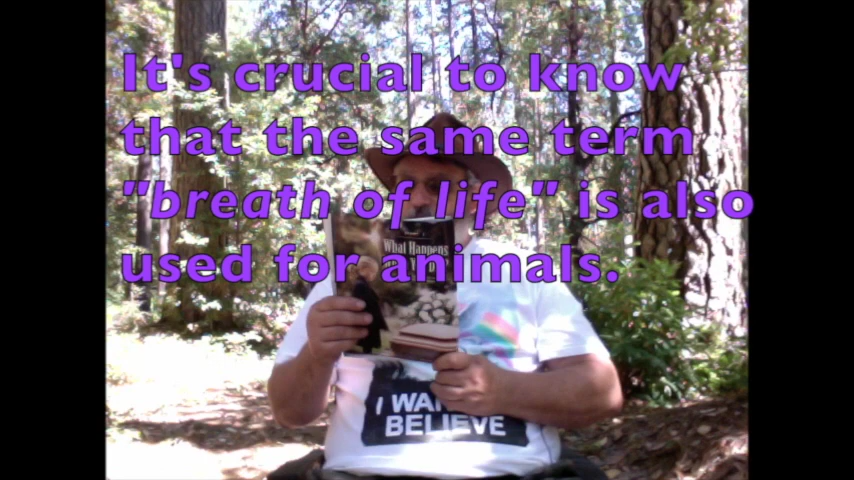 It's crucial to know
that the same term
"breath of life" is also
used for animals.
What Happens
I WA
BELIEVE